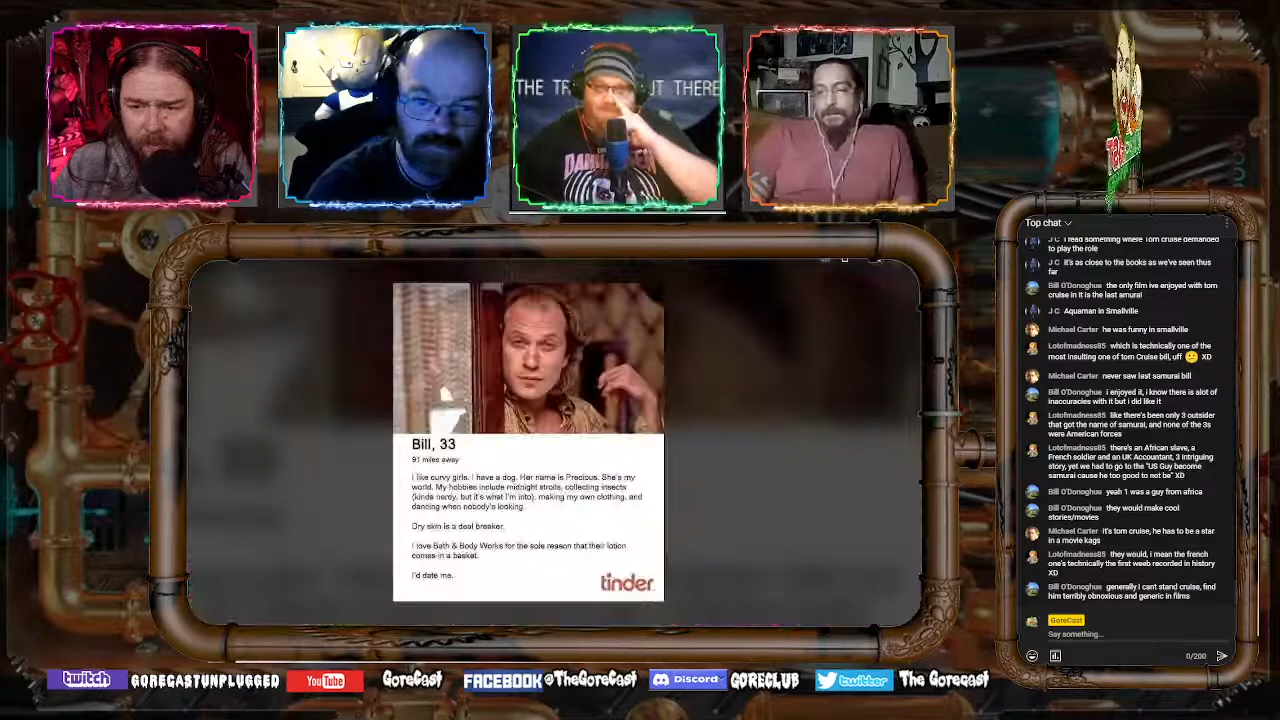 THE TR
UT THERE
Top chat
J C I read something where Tom cruise demanded
to play the role
J C it's as close to the books as we've seen thus
far
Bill O'Donoghue the only film ive enjoyed with tom
cruise in it is the last amurai
J C Aquaman in Smallville
Michael Carter he was funny in smallville
Lotofmadness85 which is technically one of the
most insulting one of tom Cruise bill, uff 😕 XD
Michael Carter never saw last samurai bill
Bill O'Donoghue i enjoyed it, i know there is alot of
inaccuracies with it but i did like it
Lotofmadness85 like there's been only 3 outsider
that got the name of samurai, and none of the 3s
were American forces
Lotofmadness85 there's an African slave, a
French soldier and an UK Accountant, 3 intriguing
story, yet we had to go to the "US Guy become
samurai cause he too good to not be" XD
Bill O'Donoghue yeah 1 was a guy from africa
Bill O'Donoghue they would make cool
stories/movies
Michael Carter it's tom cruise, he has to be a star
in a movie kags
Lotofmadness85 they would, i mean the french
one's technically the first weeb recorded in history
XD
Bill O'Donoghue generally I cant stand cruise, find
him terribly obnoxious and generic in films
GoreCast
Say something...
0/200
Bill, 33
91 miles away
I like curvy girls. I have a dog. Her name is Precious. She's my
world. My hobbies include midnight strolls, collecting insects
(kinda nerdy, but it's what I'm into), making my own clothing, and
dancing when nobody's looking.
Dry skin is a deal breaker.
I love Bath & Body Works for the sole reason that their lotion
comes in a basket.
I'd date me.
tinder
twitch GORECASTUNPLUGGED YouTube GoreCast FACEBOOK @TheGoreCast Discord GORECLUB twitter The Gorecast